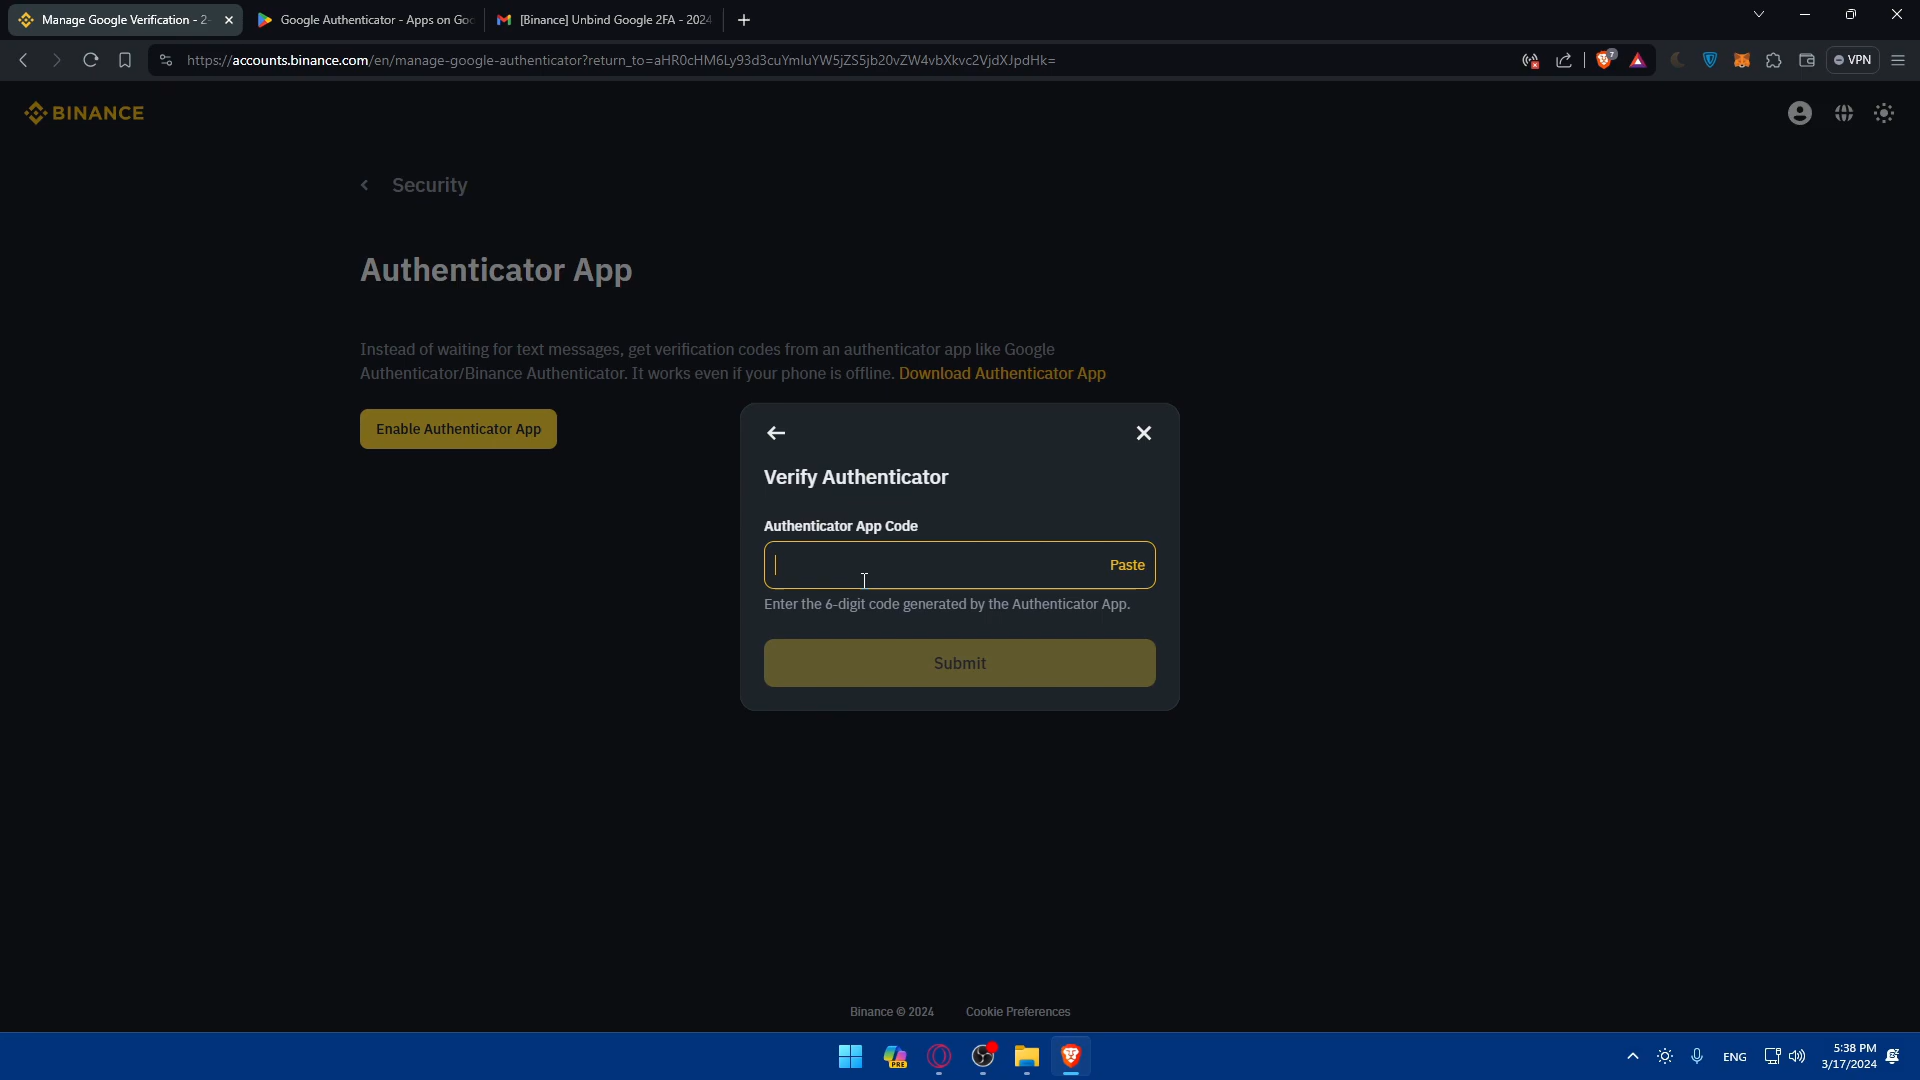 Manage Google Verification - 2-
Google Authenticator - Apps on Goo
[Binance] Unbind Google 2FA - 2024
https://accounts.binance.com/en/manage-google-authenticator?return_to=aHR0cHM6Ly93d3cuYmluYW5jZS5jb20vZW4vbXkvc2VjdXJpdHk=
7
VPN
BINANCE
Security
Authenticator App
Instead of waiting for text messages, get verification codes from an authenticator app like Google
Authenticator/Binance Authenticator. It works even if your phone is offline. Download Authenticator App
Enable Authenticator App
Verify Authenticator
Authenticator App Code
Paste
Enter the 6-digit code generated by the Authenticator App.
Submit
Binance © 2024 Cookie Preferences
PRE
ENG
5:38 PM
3/17/2024